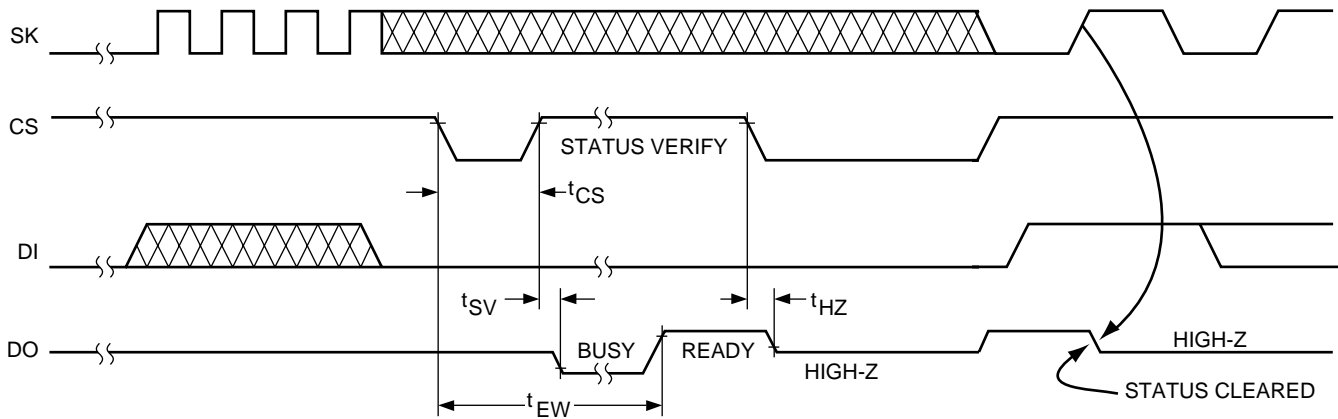 SK
CS
STATUS VERIFY
tCS
DI
tSV
tHZ
DO
BUSY
READY
HIGH-Z
HIGH-Z
tEW
STATUS CLEARED